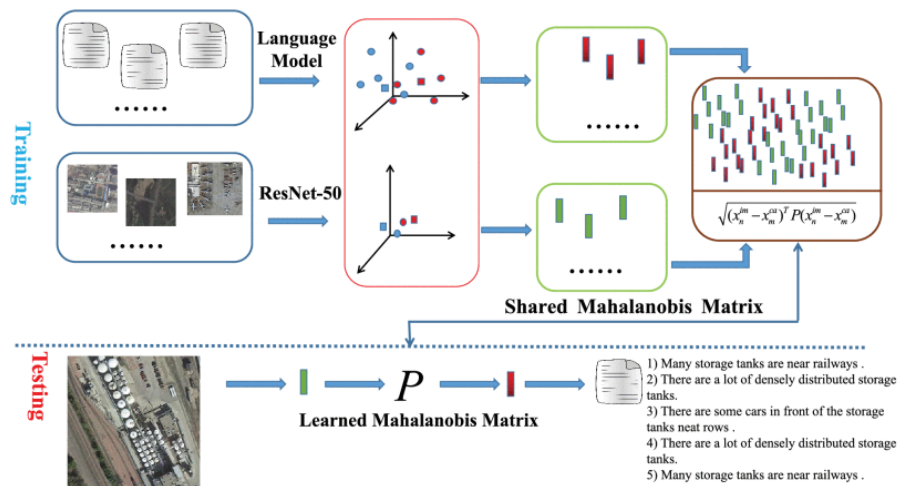 Training
Language
Model
......
ResNet-50
......
......
......
√(x_n^{im} − x_m^{ca})^T P(x_n^{im} − x_m^{ca})
Shared Mahalanobis Matrix
Testing
P
Learned Mahalanobis Matrix
1) Many storage tanks are near railways .
2) There are a lot of densely distributed storage
tanks.
3) There are some cars in front of the storage
tanks neat rows .
4) There are a lot of densely distributed storage
tanks.
5) Many storage tanks are near railways .